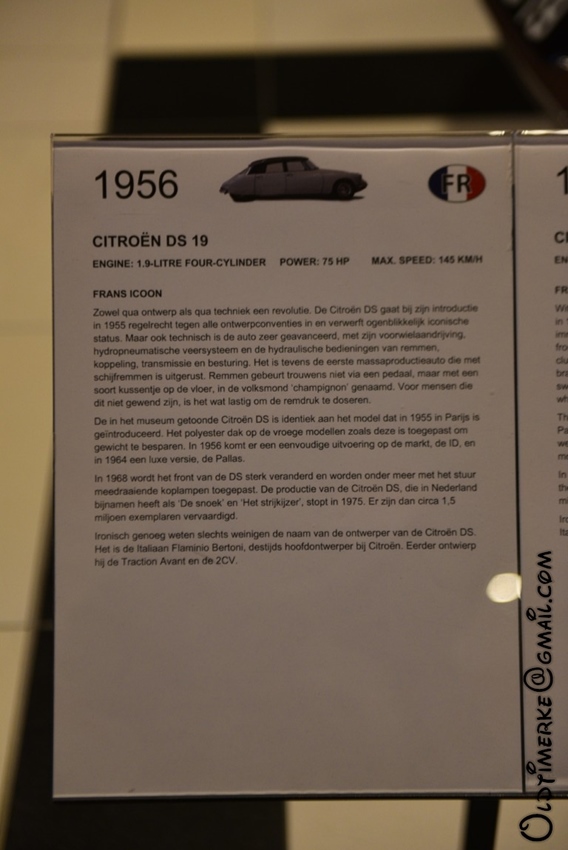 1956
FR
CITROËN DS 19
ENGINE: 1.9-LITRE FOUR-CYLINDER POWER: 75 HP MAX. SPEED: 145 KM/H
FRANS ICOON
Zowel qua ontwerp als qua techniek een revolutie. De Citroën DS gaat bij zijn introductie
in 1955 regelrecht tegen alle ontwerpconventies in en verwerft ogenblikkelijk iconische
status. Maar ook technisch is de auto zeer geavanceerd, met zijn voorwielaandrijving,
hydropneumatische veersysteem en de hydraulische bedieningen van remmen,
koppeling, transmissie en besturing. Het is tevens de eerste massaproductieauto die met
schijfremmen is uitgerust. Remmen gebeurt trouwens niet via een pedaal, maar met een
soort kussentje op de vloer, in de volksmond 'champignon' genaamd. Voor mensen die
dit niet gewend zijn, is het wat lastig om de remdruk te doseren.
De in het museum getoonde Citroën DS is identiek aan het model dat in 1955 in Parijs is
geïntroduceerd. Het polyester dak op de vroege modellen zoals deze is toegepast om
gewicht te besparen. In 1956 komt er een eenvoudige uitvoering op de markt, de ID, en
in 1964 een luxe versie, de Pallas.
In 1968 wordt het front van de DS sterk veranderd en worden onder meer met het stuur
meedraaiende koplampen toegepast. De productie van de Citroën DS, die in Nederland
bijnamen heeft als 'De snoek' en 'Het strijkijzer', stopt in 1975. Er zijn dan circa 1,5
miljoen exemplaren vervaardigd.
Ironisch genoeg weten slechts weinigen de naam van de ontwerper van de Citroën DS.
Het is de Italiaan Flaminio Bertoni, destijds hoofdontwerper bij Citroën. Eerder ontwierp
hij de Traction Avant en de 2CV.
OLDTIMERKE@GMAIL.COM